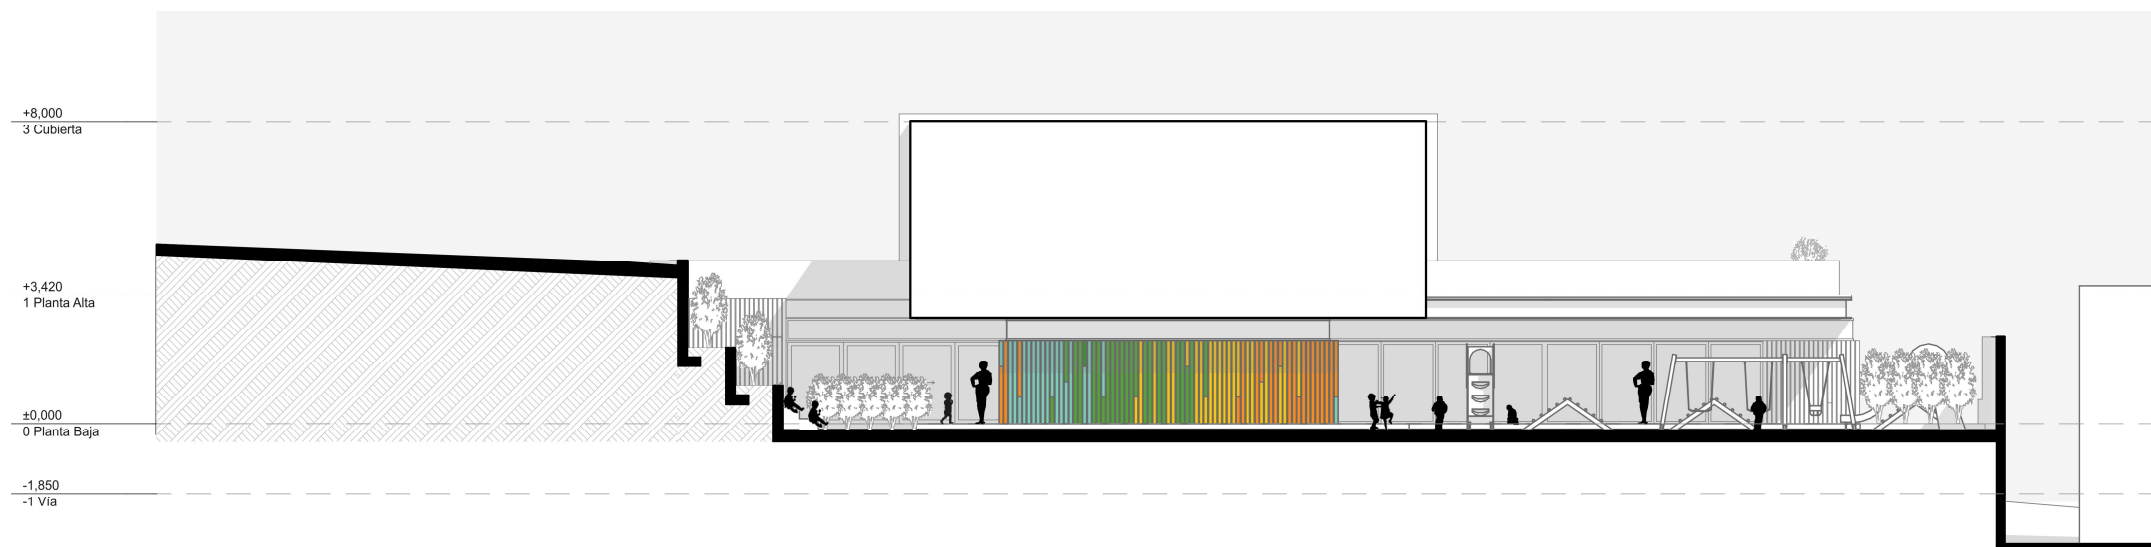 +8,000
3 Cubierta
+3,420
1 Planta Alta
±0,000
0 Planta Baja
-1,850
-1 Vía